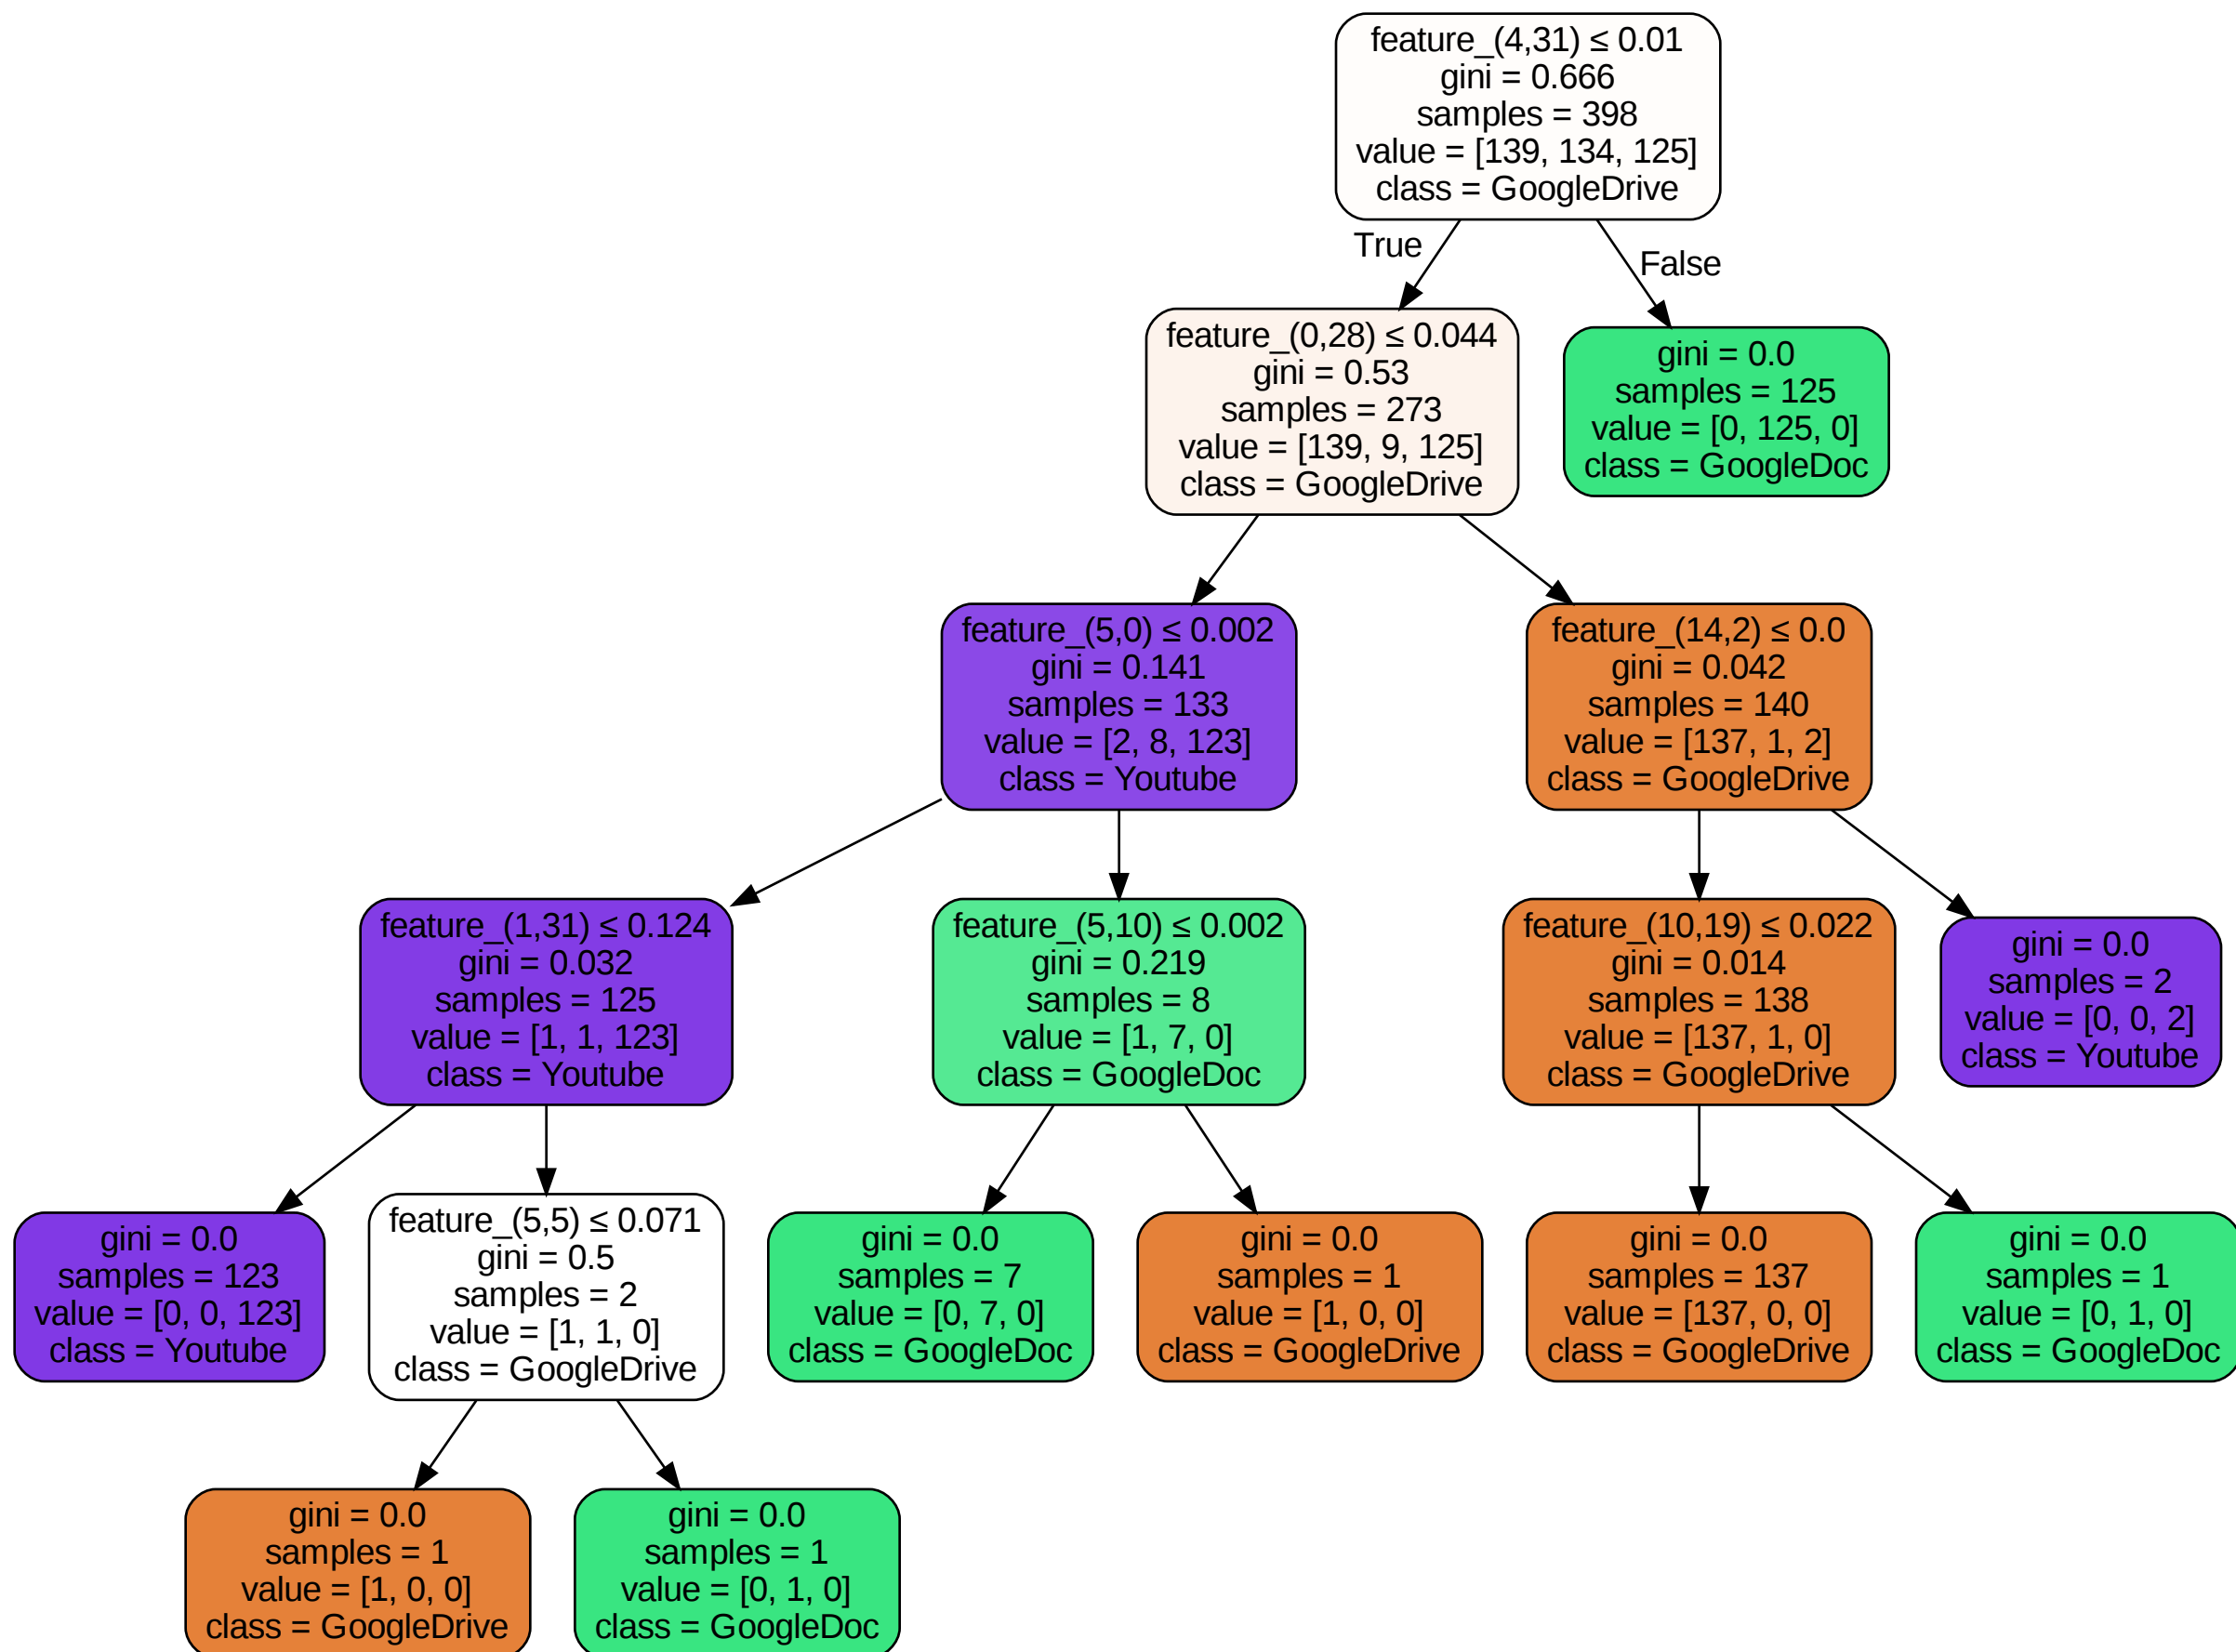 feature_(4,31) ≤ 0.01
gini = 0.666
samples = 398
value = [139, 134, 125]
class = GoogleDrive
True
False
feature_(0,28) ≤ 0.044
gini = 0.53
samples = 273
value = [139, 9, 125]
class = GoogleDrive
gini = 0.0
samples = 125
value = [0, 125, 0]
class = GoogleDoc
feature_(5,0) ≤ 0.002
gini = 0.141
samples = 133
value = [2, 8, 123]
class = Youtube
feature_(14,2) ≤ 0.0
gini = 0.042
samples = 140
value = [137, 1, 2]
class = GoogleDrive
feature_(1,31) ≤ 0.124
gini = 0.032
samples = 125
value = [1, 1, 123]
class = Youtube
feature_(5,10) ≤ 0.002
gini = 0.219
samples = 8
value = [1, 7, 0]
class = GoogleDoc
feature_(10,19) ≤ 0.022
gini = 0.014
samples = 138
value = [137, 1, 0]
class = GoogleDrive
gini = 0.0
samples = 2
value = [0, 0, 2]
class = Youtube
gini = 0.0
samples = 123
value = [0, 0, 123]
class = Youtube
feature_(5,5) ≤ 0.071
gini = 0.5
samples = 2
value = [1, 1, 0]
class = GoogleDrive
gini = 0.0
samples = 7
value = [0, 7, 0]
class = GoogleDoc
gini = 0.0
samples = 1
value = [1, 0, 0]
class = GoogleDrive
gini = 0.0
samples = 137
value = [137, 0, 0]
class = GoogleDrive
gini = 0.0
samples = 1
value = [0, 1, 0]
class = GoogleDoc
gini = 0.0
samples = 1
value = [1, 0, 0]
class = GoogleDrive
gini = 0.0
samples = 1
value = [0, 1, 0]
class = GoogleDoc